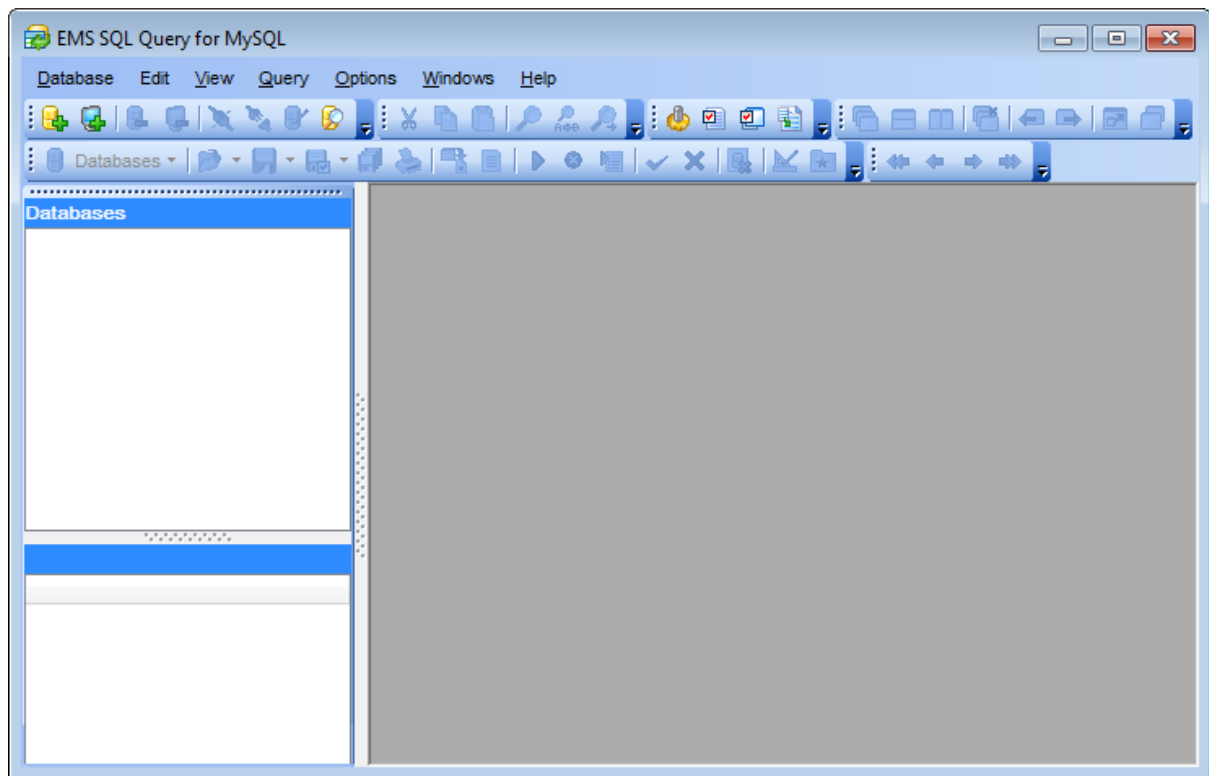 EMS SQL Query for MySQL
Database Edit View Query Options Windows Help
Databases
Databases